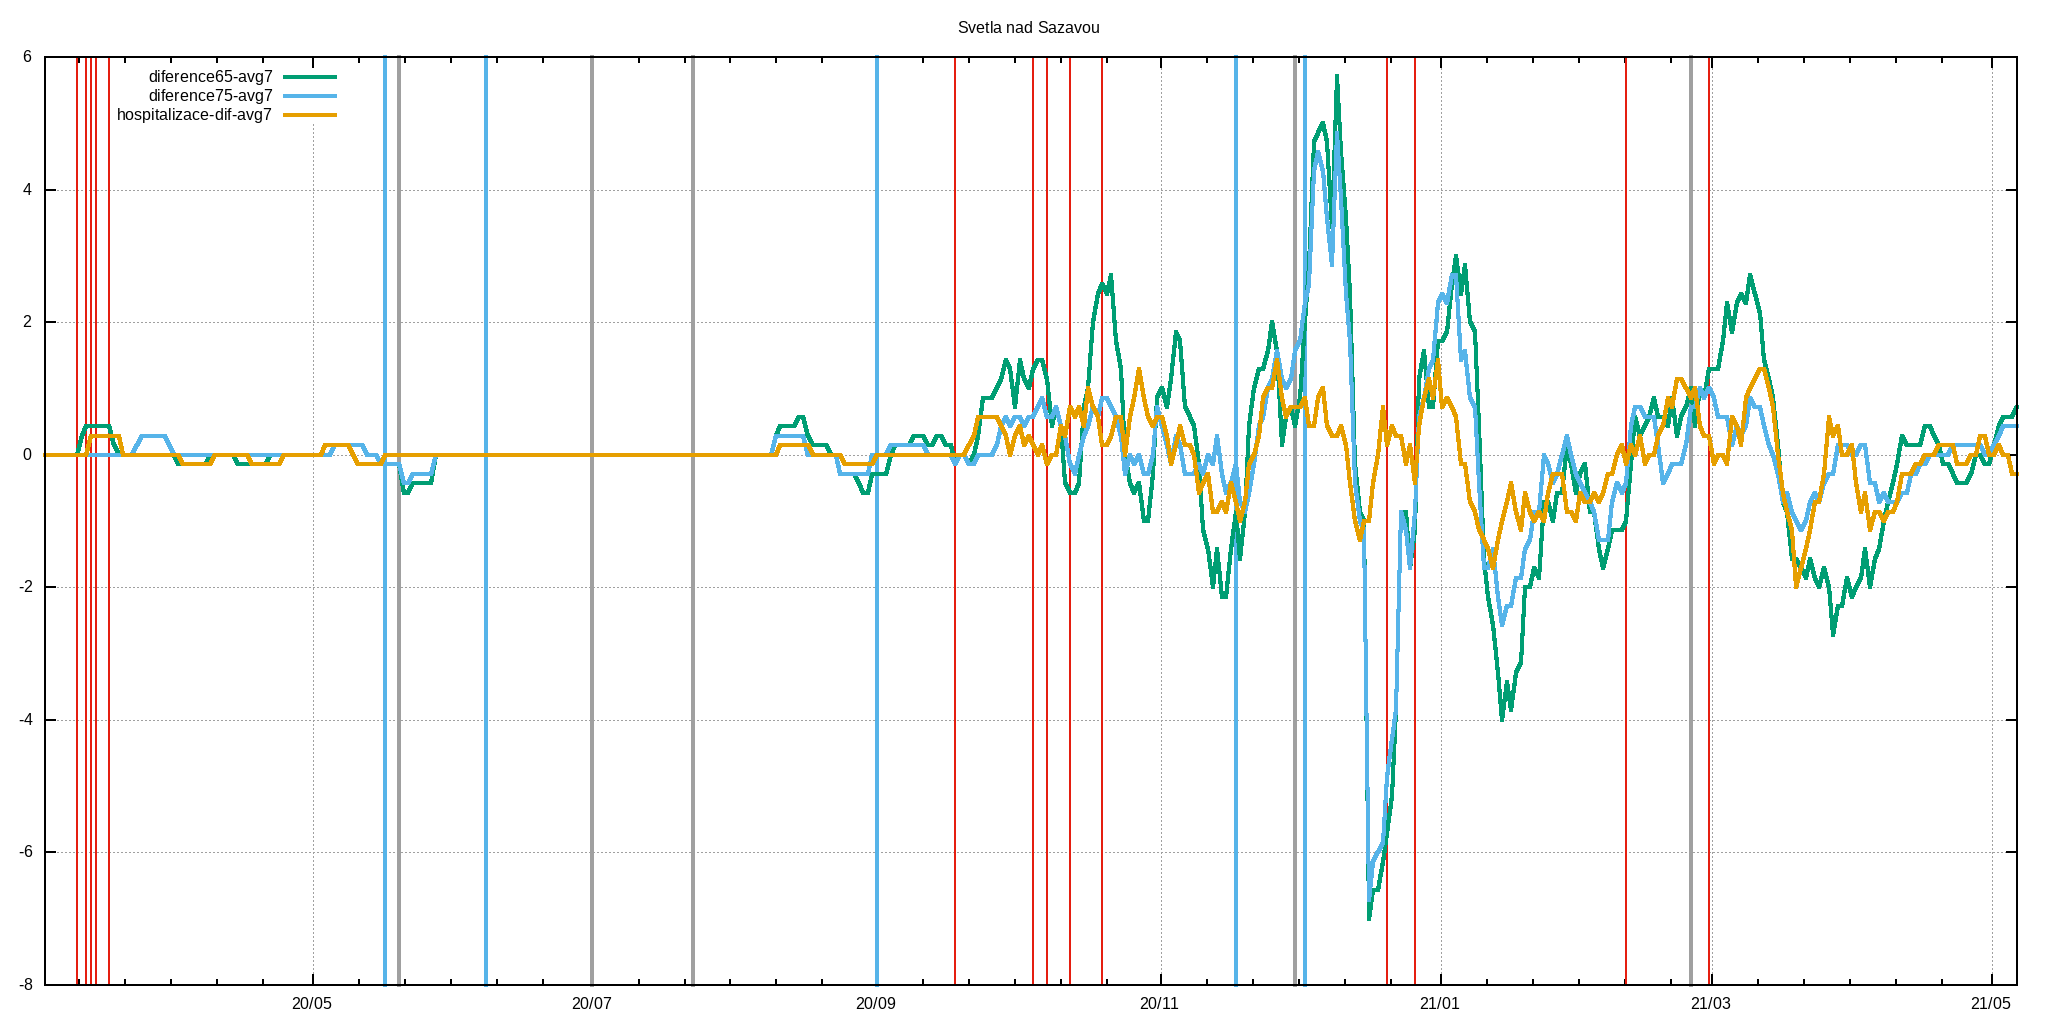 Svetla nad Sazavou
diference65-avg7
diference75-avg7
hospitalizace-dif-avg7
6
4
2
0
-2
-4
-6
-8
20/05 20/07 20/09 20/11 21/01 21/03 21/05